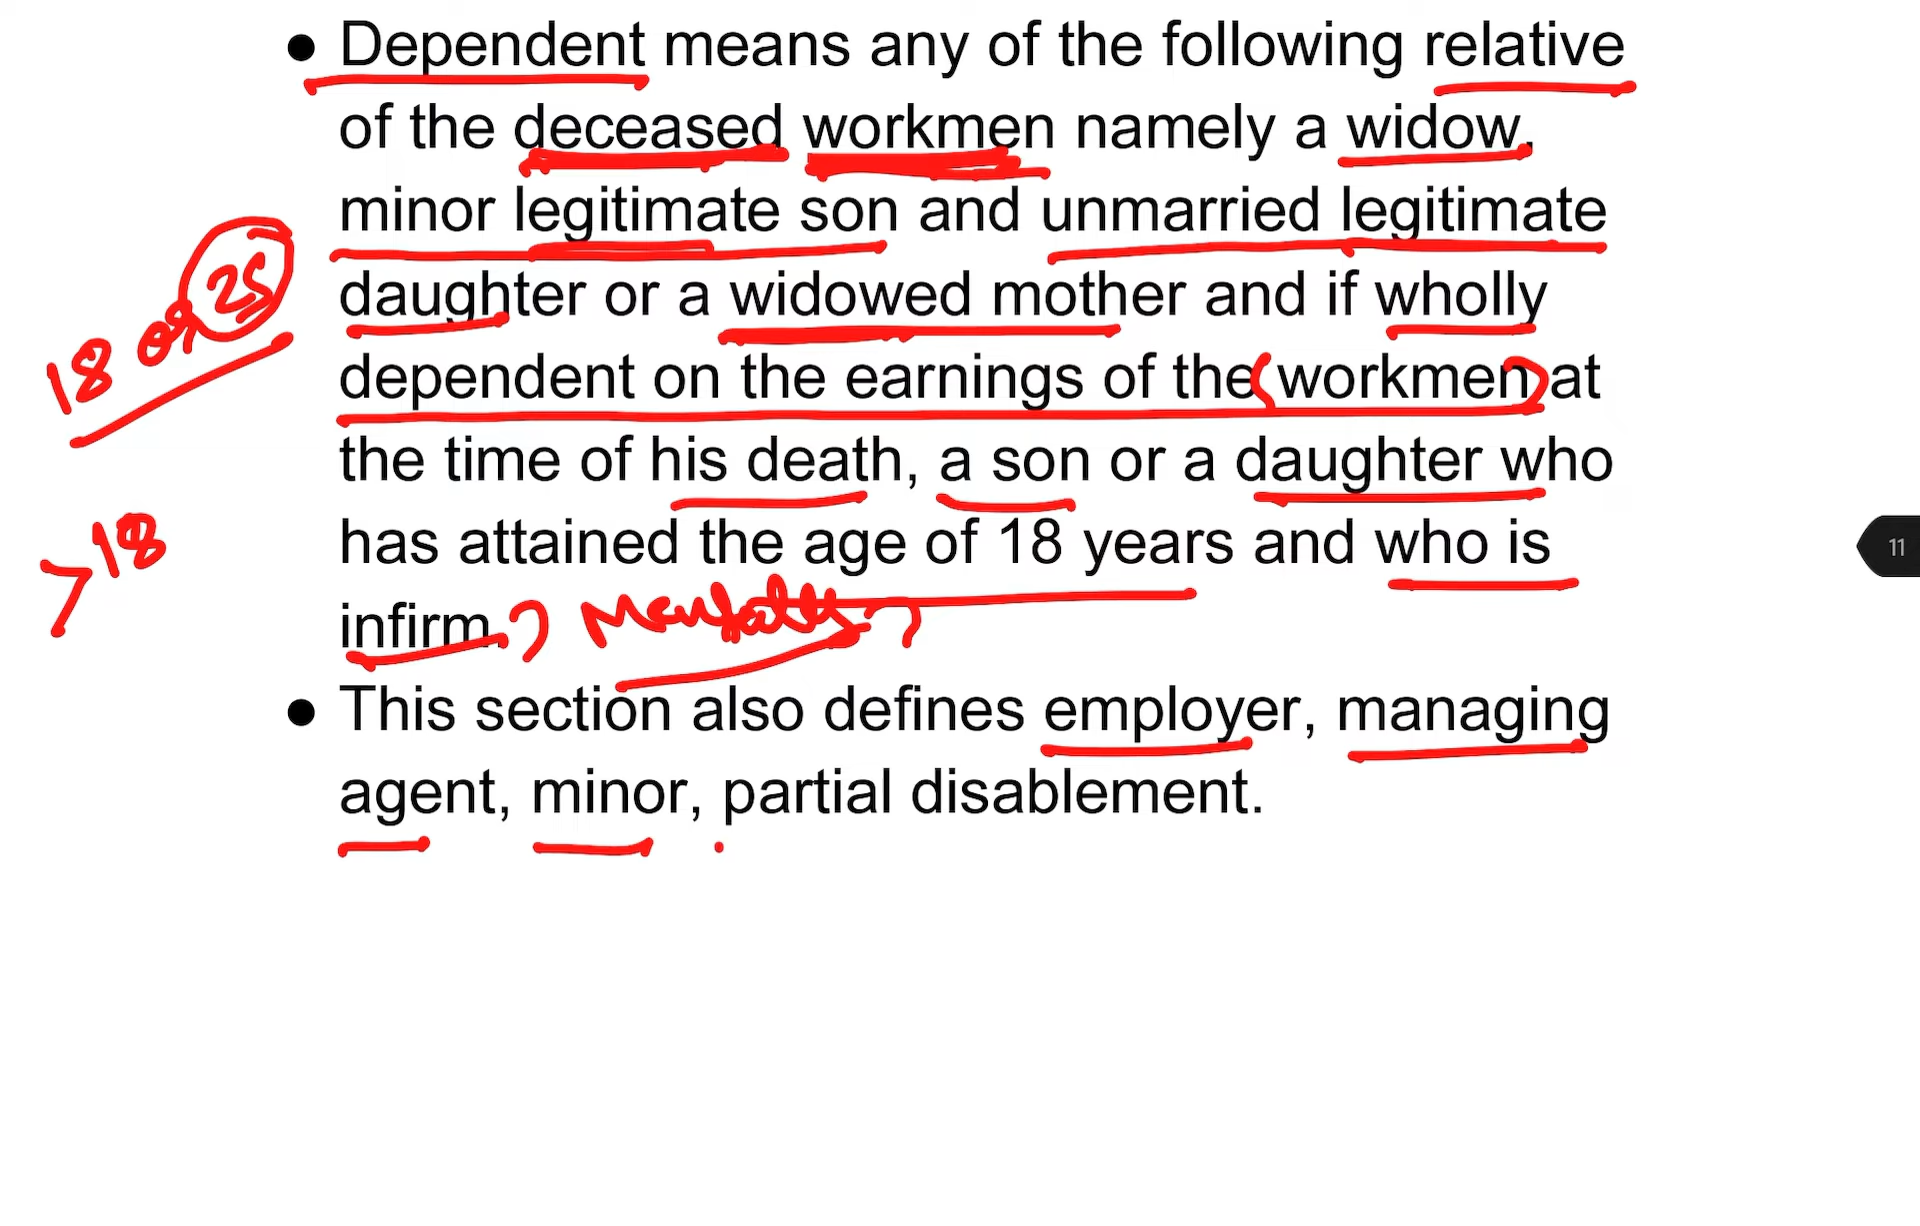 ● Dependent means any of the following relative
of the deceased workmen namely a widow,
minor legitimate son and unmarried legitimate
daughter or a widowed mother and if wholly
dependent on the earnings of the workmen at
the time of his death, a son or a daughter who
has attained the age of 18 years and who is
infirm.
● This section also defines employer, managing
agent, minor, partial disablement.
18 or 25
>18
11